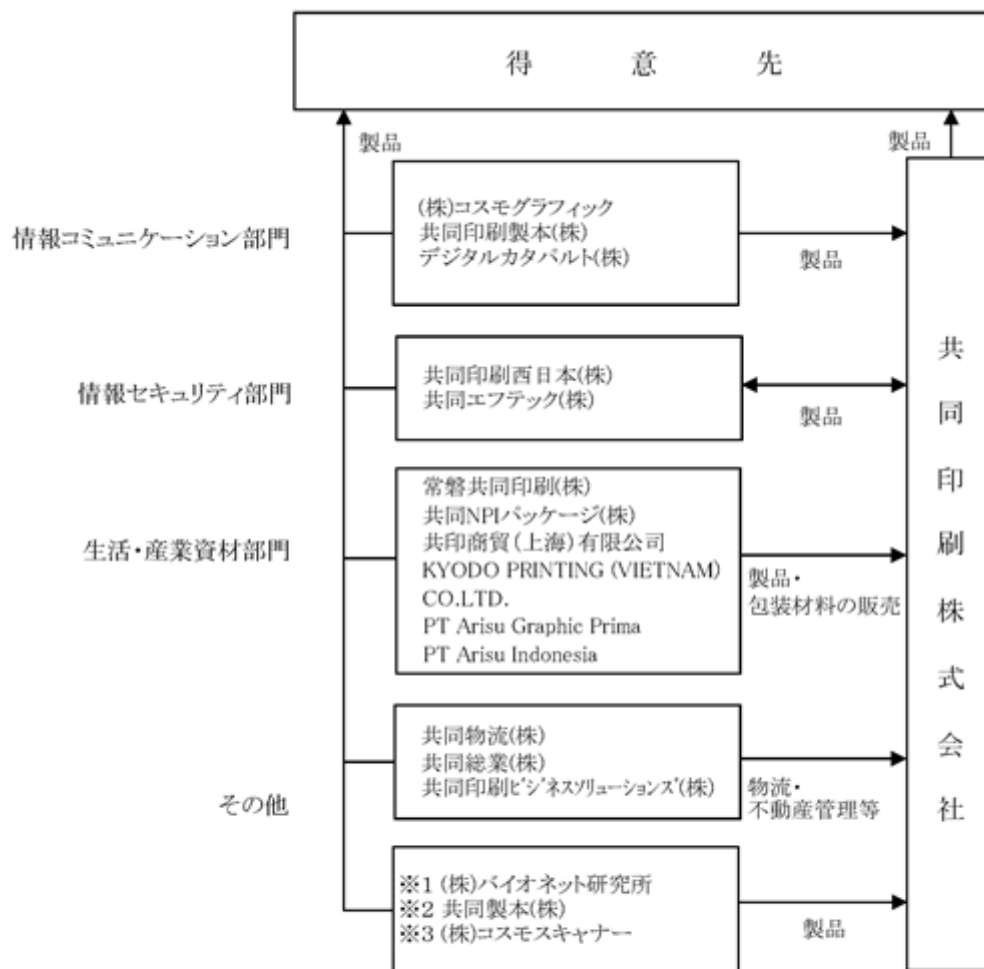 得意先
製品
製品
情報コミュニケーション部門
(株)コスモグラフィック
共同印刷製本(株)
デジタルカタパルト(株)
製品
情報セキュリティ部門
共同印刷西日本(株)
共同エフテック(株)
製品
生活・産業資材部門
常磐共同印刷(株)
共同NPIパッケージ(株)
共印商貿(上海)有限公司
KYODO PRINTING (VIETNAM)
CO.LTD.
PT Arisu Graphic Prima
PT Arisu Indonesia
製品・
包装材料の販売
その他
共同物流(株)
共同総業(株)
共同印刷ビジネスソリューションズ(株)
物流・
不動産管理等
※1 (株)バイオネット研究所
※2 共同製本(株)
※3 (株)コスモスキャナー
製品
共同印刷株式会社